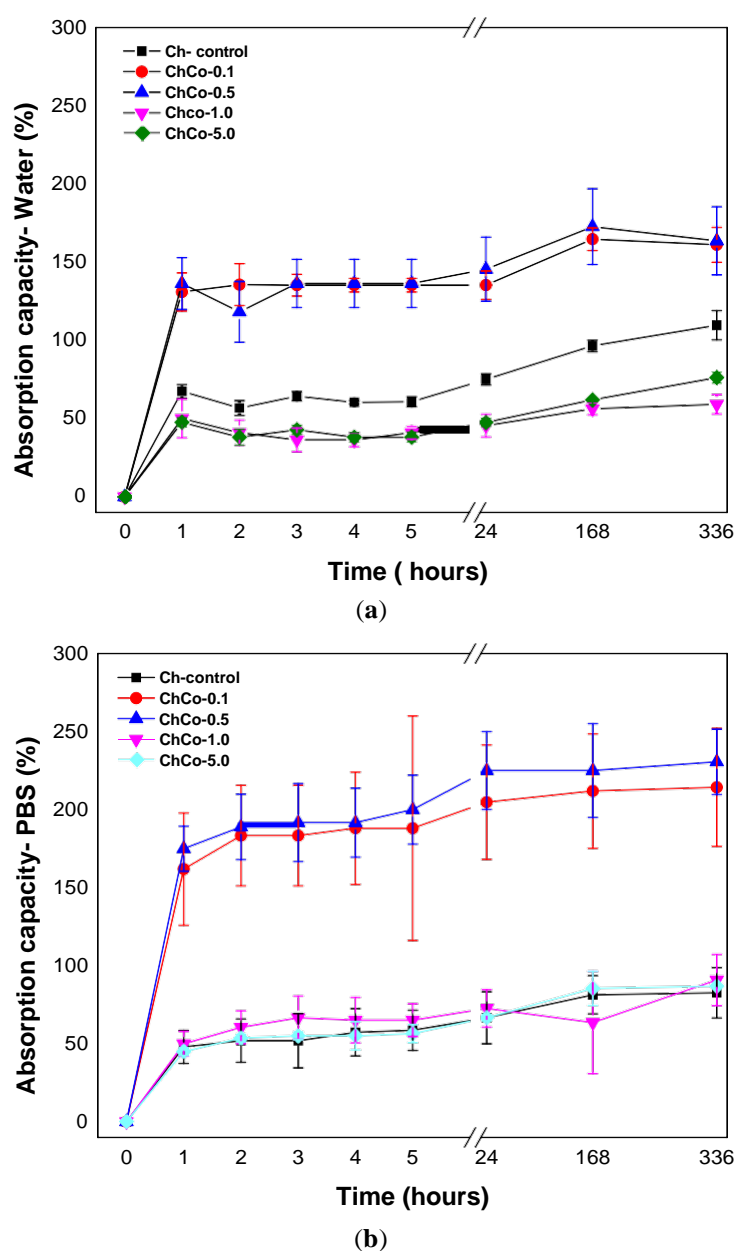 300
250
200
150
100
50
0
Absorption capacity- Water (%)
Ch- control
ChCo-0.1
ChCo-0.5
Chco-1.0
ChCo-5.0
0 1 2 3 4 5 24 168 336
Time ( hours)
(a)
300
250
200
150
100
50
0
Absorption capacity- PBS (%)
Ch-control
ChCo-0.1
ChCo-0.5
ChCo-1.0
ChCo-5.0
0 1 2 3 4 5 24 168 336
Time (hours)
(b)